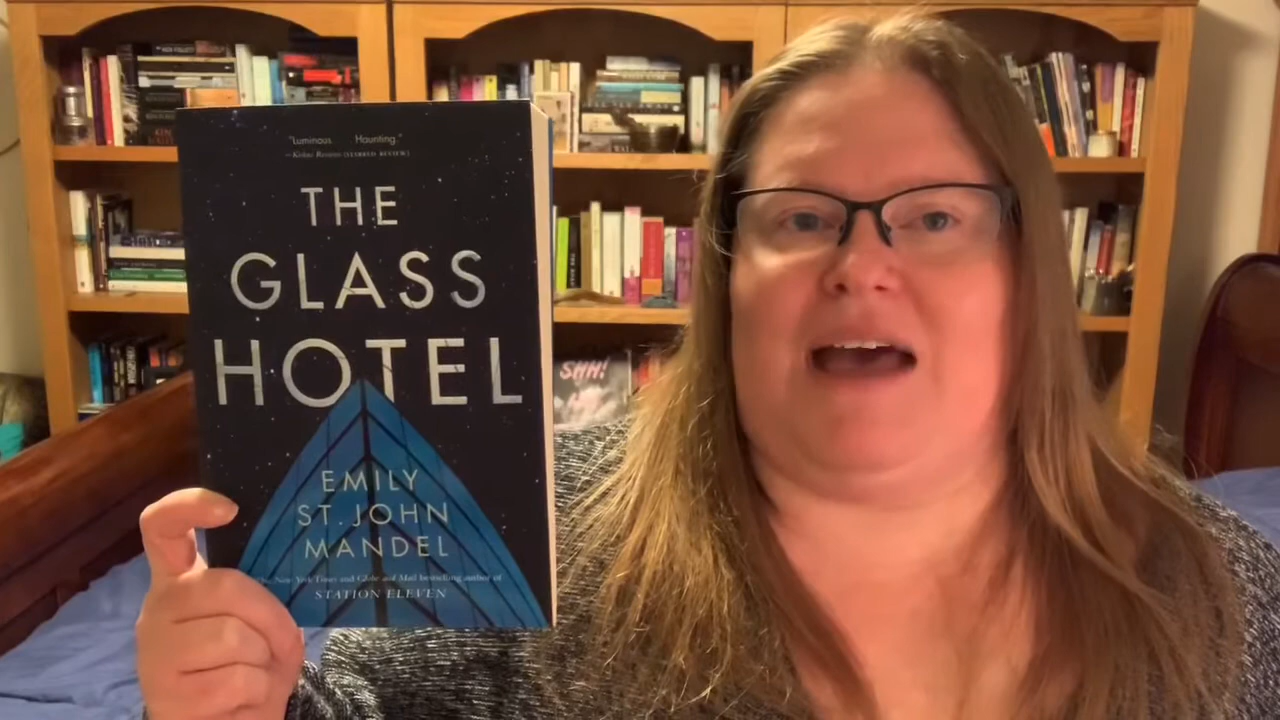 "Luminous. Haunting."
—Kirkus Reviews (STARRED REVIEW)
THE
GLASS
HOTEL
EMILY
ST. JOHN
MANDEL
The New York Times and Globe and Mail bestselling author of
STATION ELEVEN
SHH!